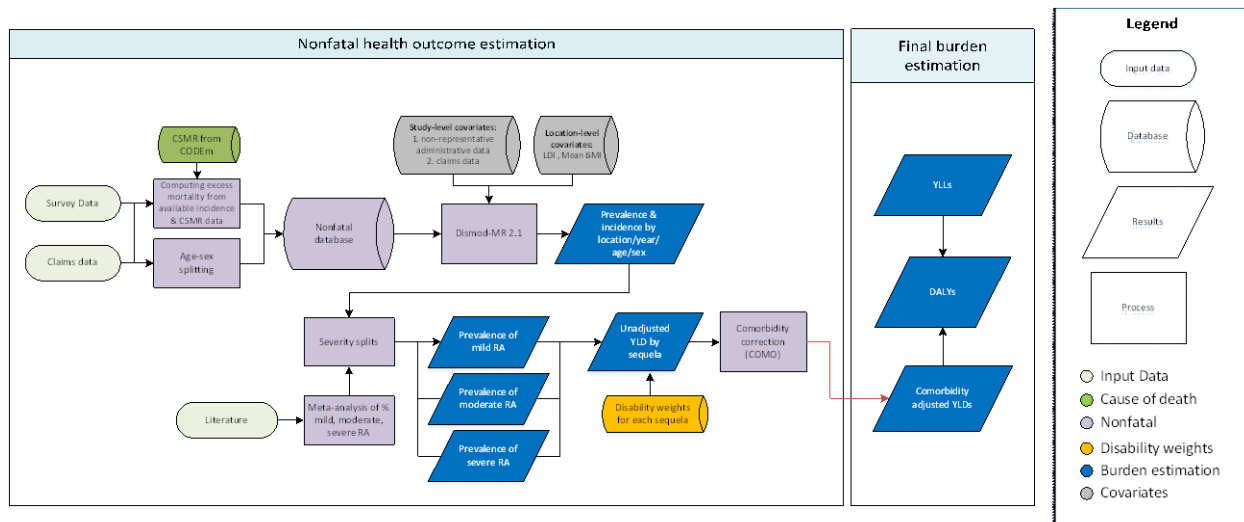 Nonfatal health outcome estimation
Final burden
estimation
Legend
Input data
Database
Results
Process
Input Data
Cause of death
Nonfatal
Disability weights
Burden estimation
Covariates
CSMR from
CODEm
Study-level covariates:
1. non-representative
administrative data
2. claims data
Location-level
covariates:
LDI , Mean BMI
Survey Data
Claims data
Computing excess
mortality from
available incidence
& CSMR data
Age-sex
splitting
Nonfatal
database
Dismod-MR 2.1
Prevalence &
incidence by
location/year/
age/sex
YLLs
DALYs
Severity splits
Prevalence of
mild RA
Unadjusted
YLD by
sequela
Comorbidity
correction
(COMO)
Literature
Meta-analysis of %
mild, moderate,
severe RA
Prevalence of
moderate RA
Prevalence of
severe RA
Disability weights
for each sequela
Comorbidity
adjusted YLDs